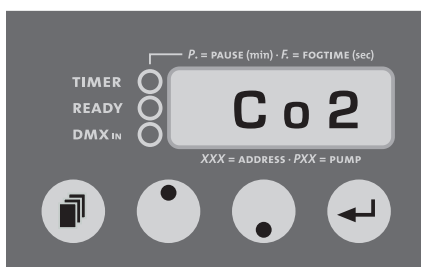 P. = PAUSE (min) · F. = FOGTIME (sec)
TIMER
READY
DMX IN
Co2
XXX = ADDRESS · PXX = PUMP